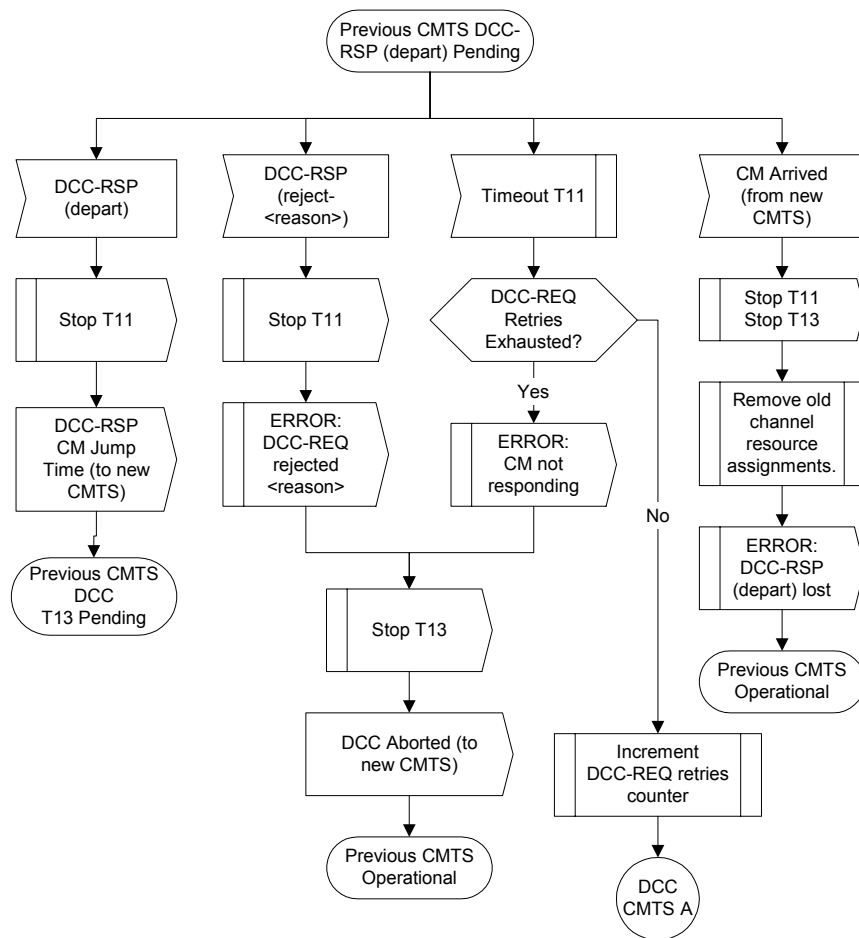 Previous CMTS DCC-
RSP (depart) Pending
DCC-RSP
(depart)
DCC-RSP
(reject-
<reason>)
Timeout T11
CM Arrived
(from new
CMTS)
Stop T11
Stop T11
DCC-REQ
Retries
Exhausted?
Stop T11
Stop T13
Yes
DCC-RSP
CM Jump
Time (to new
CMTS)
ERROR:
DCC-REQ
rejected
<reason>
ERROR:
CM not
responding
Remove old
channel
resource
assignments.
No
Previous CMTS
DCC
T13 Pending
ERROR:
DCC-RSP
(depart) lost
Stop T13
Previous CMTS
Operational
DCC Aborted (to
new CMTS)
Increment
DCC-REQ retries
counter
Previous CMTS
Operational
DCC
CMTS A